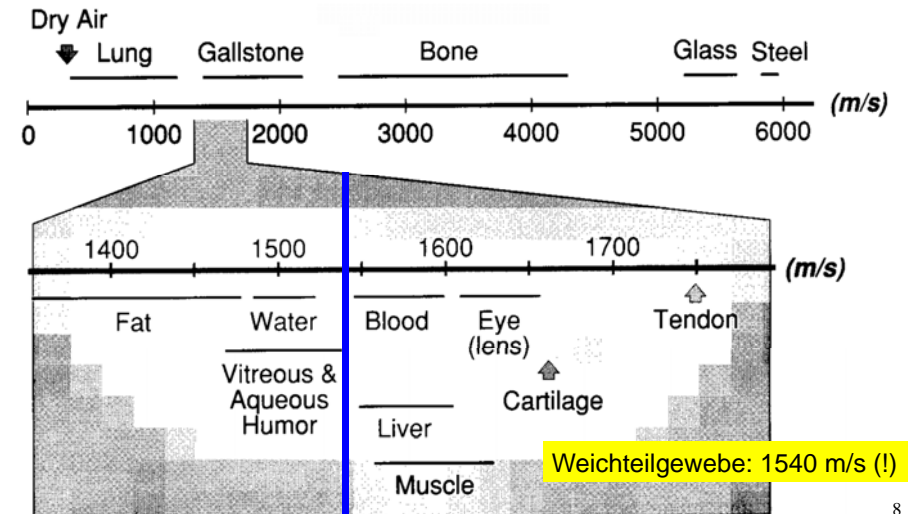 Dry Air
Lung Gallstone Bone Glass Steel
(m/s)
0 1000 2000 3000 4000 5000 6000
1400 1500 1600 1700
(m/s)
Fat Water Blood Eye (lens) Tendon
Vitreous & Aqueous Humor
Cartilage
Liver
Weichteilgewebe: 1540 m/s (!)
Muscle
8